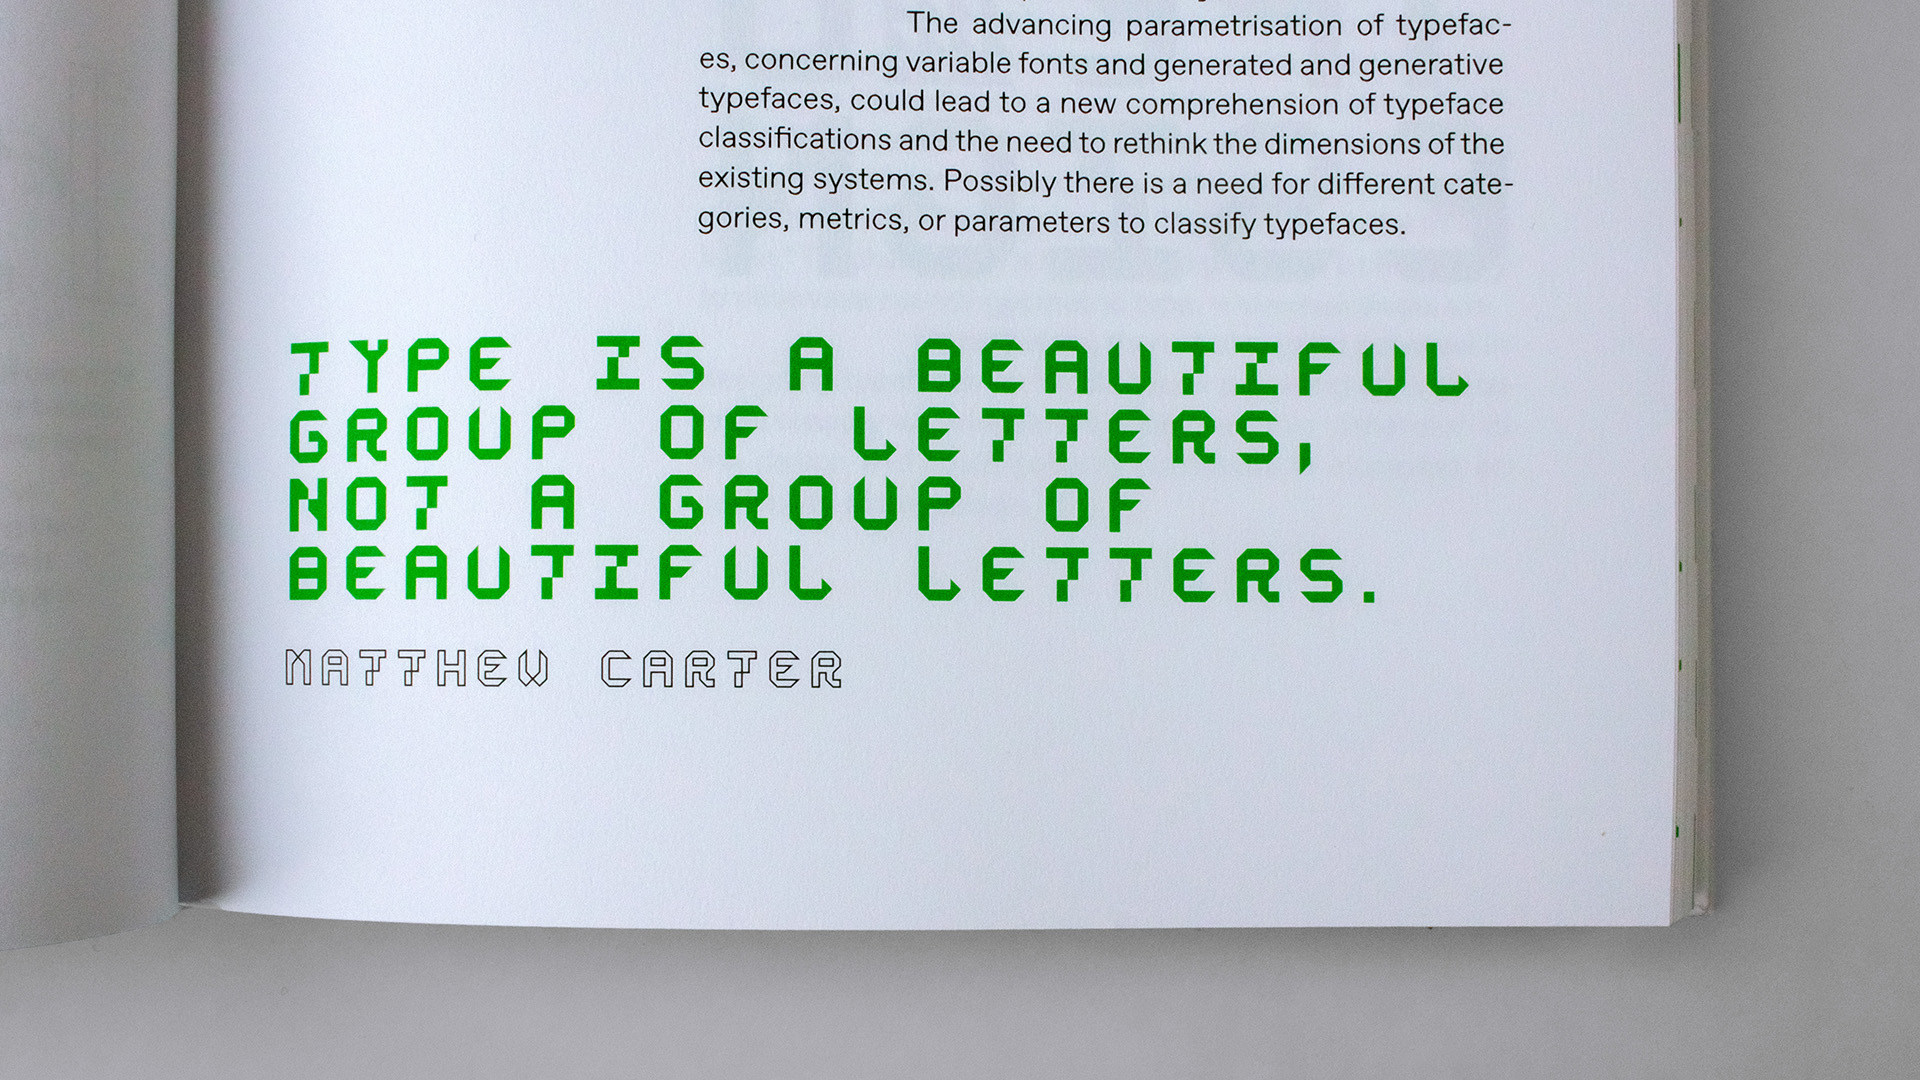 The advancing parametrisation of typefac-
es, concerning variable fonts and generated and generative
typefaces, could lead to a new comprehension of typeface
classifications and the need to rethink the dimensions of the
existing systems. Possibly there is a need for different cate-
gories, metrics, or parameters to classify typefaces.
TYPE IS A BEAUTIFUL
GROUP OF LETTERS,
NOT A GROUP OF
BEAUTIFUL LETTERS.
MATTHEW CARTER